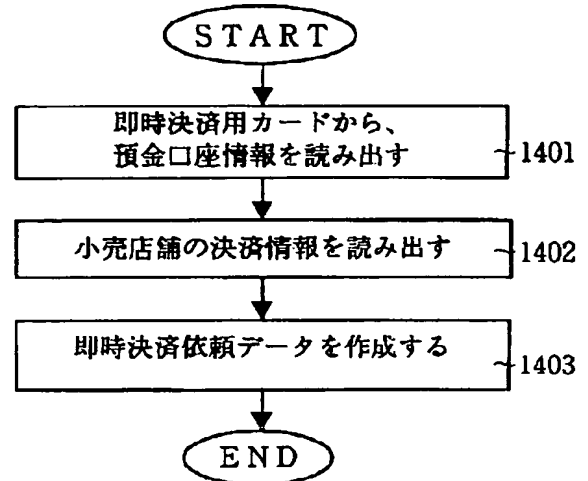 START
即時決済用カードから、
預金口座情報を読み出す
1401
小売店舗の決済情報を読み出す
1402
即時決済依頼データを作成する
1403
END